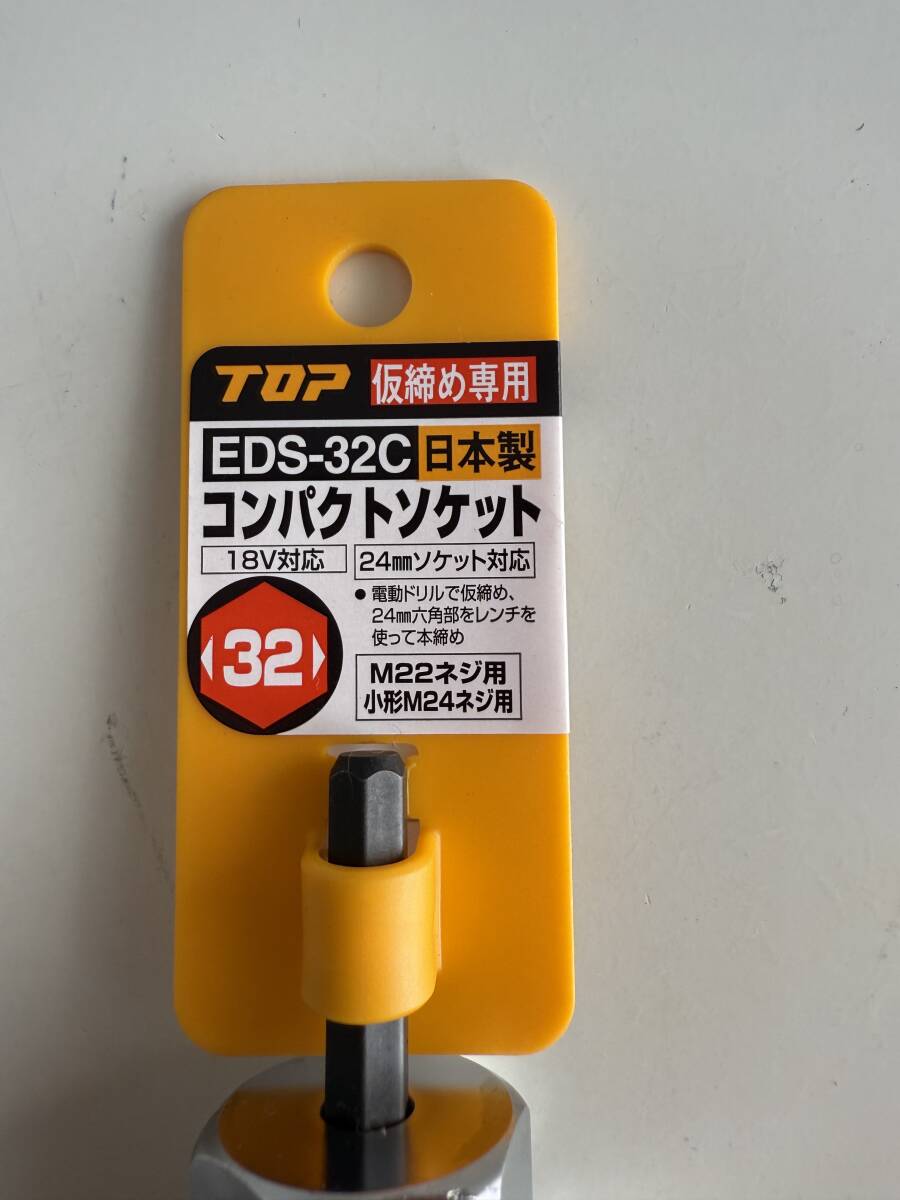 TOP 仮締め専用
EDS-32C 日本製
コンパクトソケット
18V対応 24㎜ソケット対応
●電動ドリルで仮締め、
24㎜六角部をレンチを
使って本締め
32
M22ネジ用
小形M24ネジ用